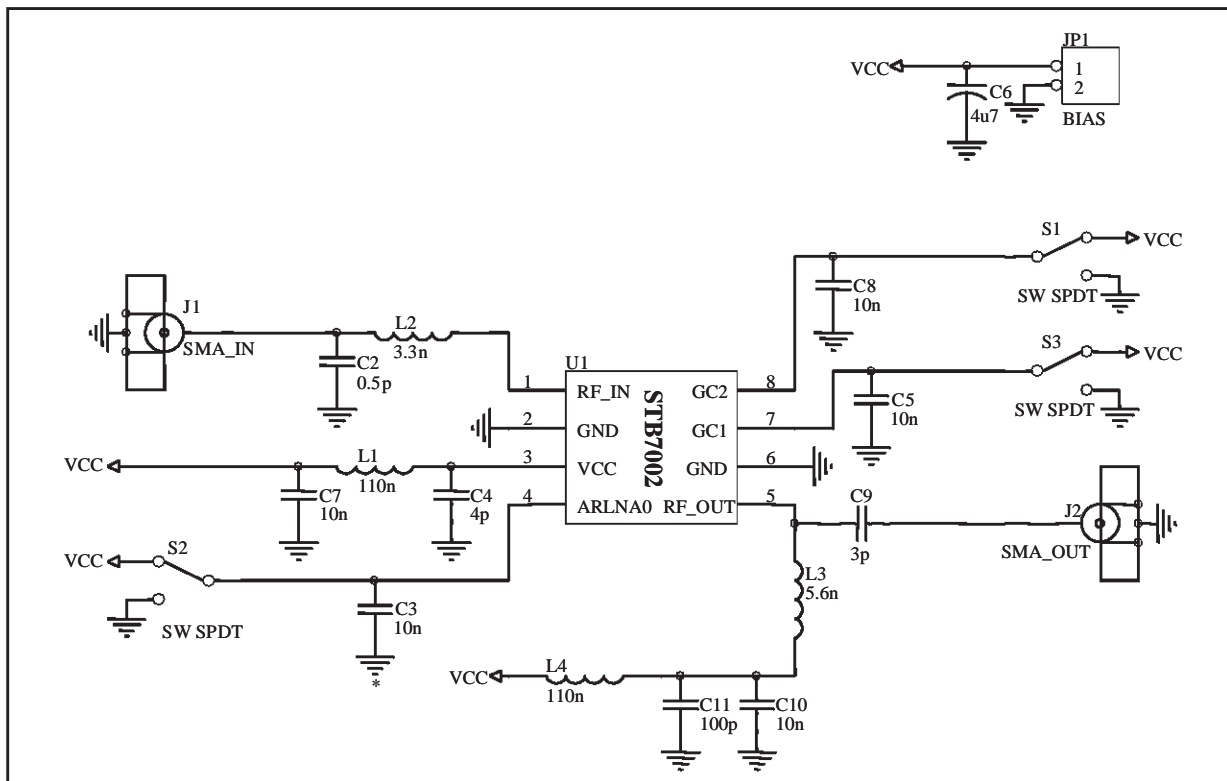 JP1
VCC
1
2
C6
4u7
BIAS
S1
VCC
C8
10n
SW SPDT
J1
SMA_IN
L2
3.3n
C2
0.5p
S3
VCC
C5
10n
SW SPDT
U1
STB7002
1 RF_IN GC2 8
2 GND GC1 7
3 VCC GND 6
4 ARLNA0 RF_OUT 5
VCC
L1
110n
C7
10n
C4
4p
C9
3p
J2
SMA_OUT
S2
VCC
SW SPDT
C3
10n
*
L3
5.6n
VCC
L4
110n
C11
100p
C10
10n